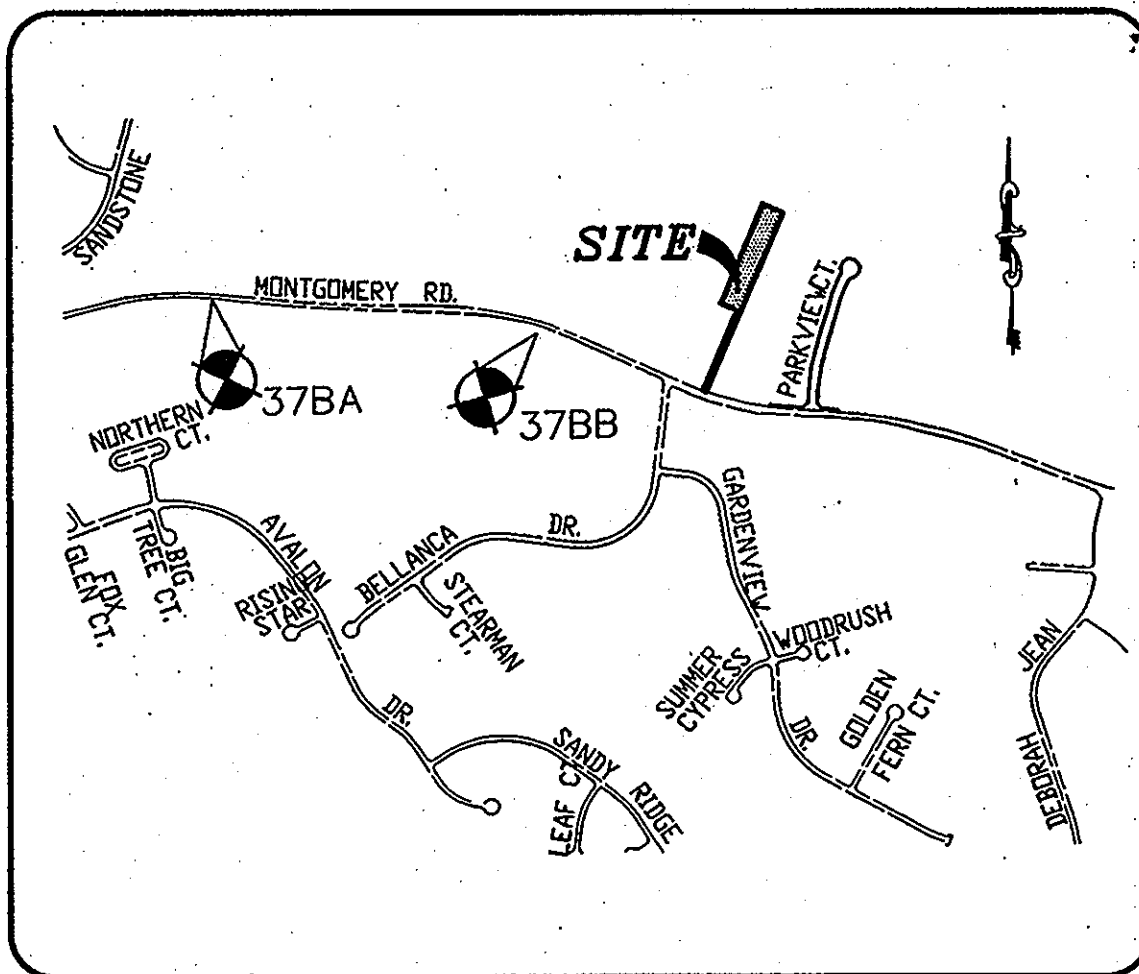 SANDSTONE
MONTGOMERY RD.
SITE
PARKVIEW CT.
37BA
37BB
NORTHERN
CT.
BIG
TREE CT.
FOX
GLEN CT.
AVALON
DR.
RISING
STAR
BELLANCA
DR.
STEARMAN
CT.
GARDENVIEW
DR.
WOODRUSH
CT.
SUMMER
CYPRESS
GOLDEN
FERN CT.
SANDY RIDGE
LEAF CT.
DEBORAH JEAN